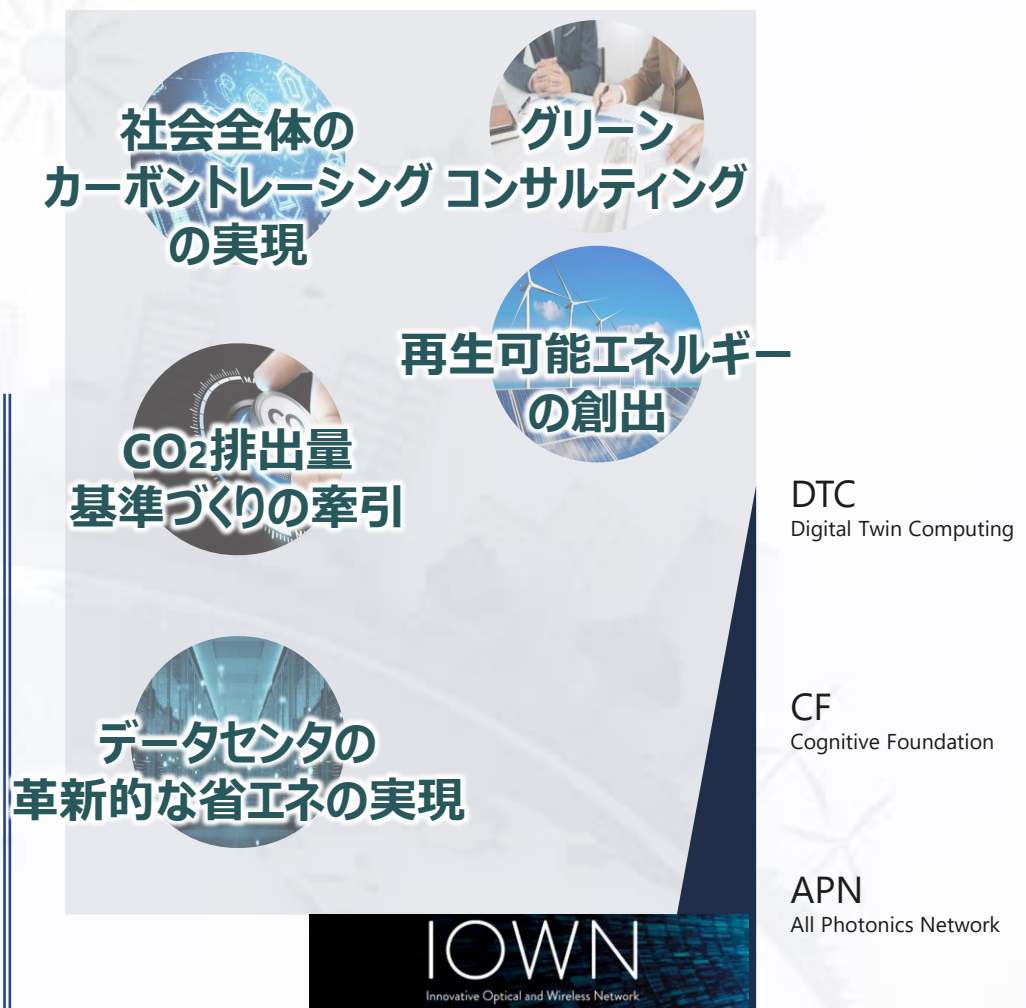 社会全体の
カーボントレーシング
の実現
グリーン
コンサルティング
再生可能エネルギー
の創出
CO2排出量
基準づくりの牽引
データセンタの
革新的な省エネの実現
DTC
Digital Twin Computing
CF
Cognitive Foundation
APN
All Photonics Network
IOWN
Innovative Optical and Wireless Network